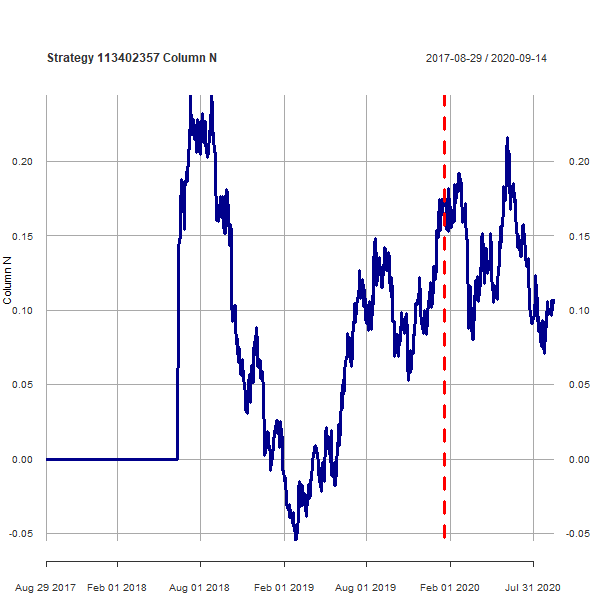 Strategy 113402357 Column N
2017-08-29 / 2020-09-14
Column N
0.20
0.15
0.10
0.05
0.00
-0.05
0.20
0.15
0.10
0.05
0.00
-0.05
Aug 29 2017
Feb 01 2018
Aug 01 2018
Feb 01 2019
Aug 01 2019
Feb 01 2020
Jul 31 2020